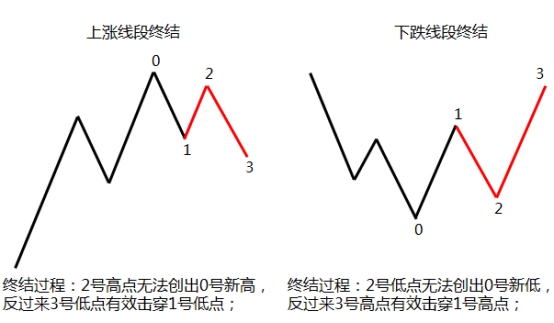 上涨线段终结
0
2
1
3
终结过程：2号高点无法创出0号新高，
反过来3号低点有效击穿1号低点；
下跌线段终结
3
1
2
0
终结过程：2号低点无法创出0号新低，
反过来3号高点有效击穿1号高点；